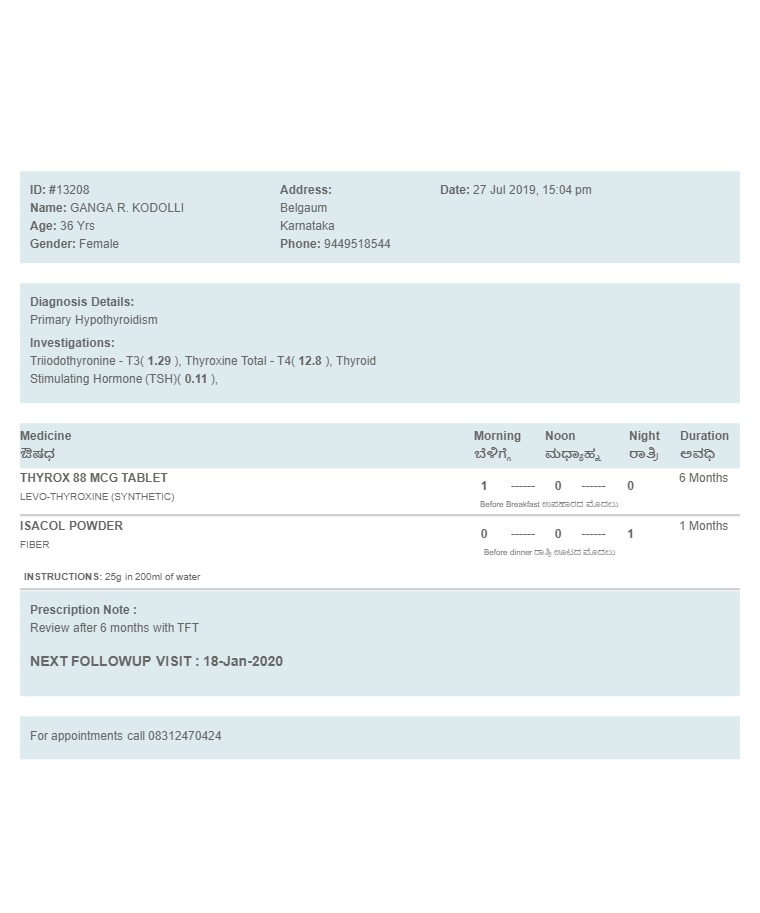 ID: #13208
Name: GANGA R. KODOLLI
Age: 36 Yrs
Gender: Female
Address:
Belgaum
Karnataka
Phone: 9449518544
Date: 27 Jul 2019, 15:04 pm
Diagnosis Details:
Primary Hypothyroidism
Investigations:
Triiodothyronine - T3( 1.29 ), Thyroxine Total - T4( 12.8 ), Thyroid
Stimulating Hormone (TSH)( 0.11 ),
Medicine Morning Noon Night Duration
ಔಷಧ ಬೆಳಿಗ್ಗೆ ಮಧ್ಯಾಹ್ನ ರಾತ್ರಿ ಅವಧಿ
THYROX 88 MCG TABLET 6 Months
1 ------ 0 ------ 0
LEVO-THYROXINE (SYNTHETIC)
Before Breakfast ಉಪಹಾರದ ಮೊದಲು
ISACOL POWDER 1 Months
0 ------ 0 ------ 1
FIBER
Before dinner ರಾತ್ರಿ ಊಟದ ಮೊದಲು
INSTRUCTIONS: 25g in 200ml of water
Prescription Note :
Review after 6 months with TFT
NEXT FOLLOWUP VISIT : 18-Jan-2020
For appointments call 08312470424